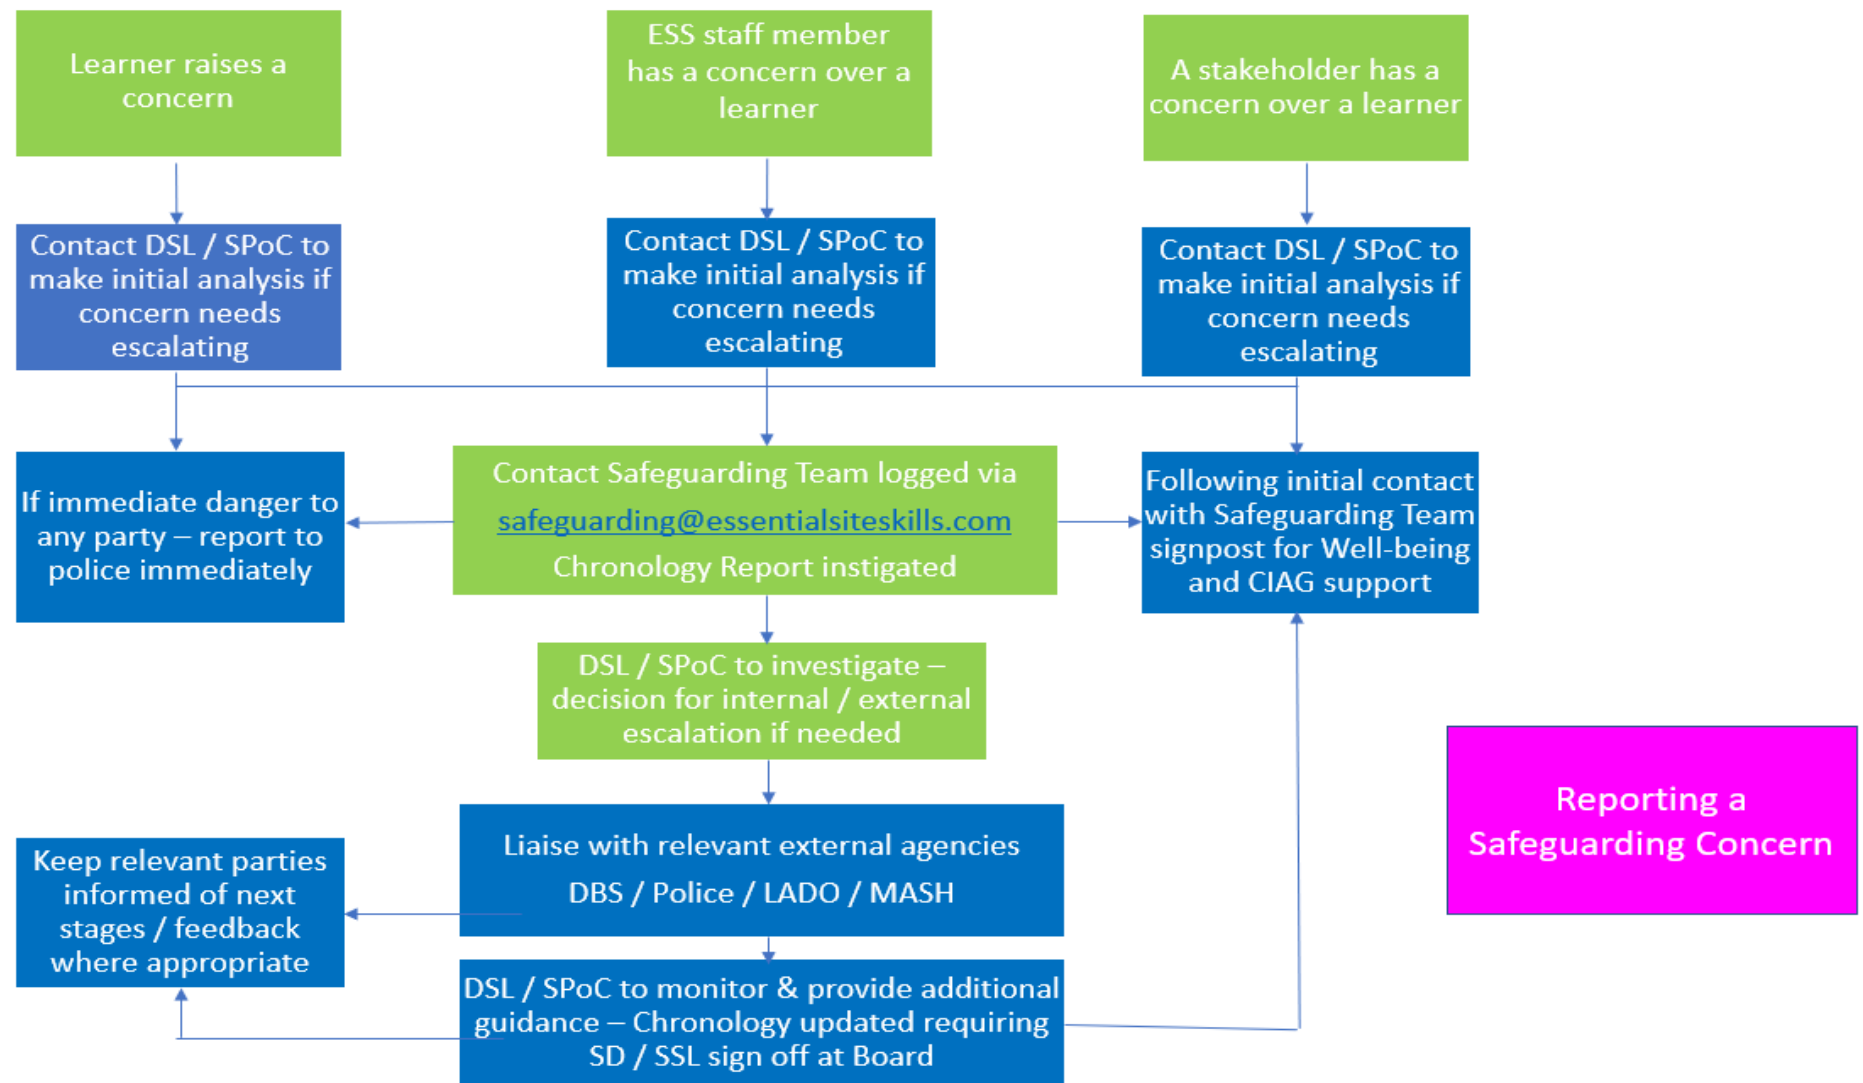 Learner raises a
concern
ESS staff member
has a concern over a
learner
A stakeholder has a
concern over a learner
Contact DSL / SPoC to
make initial analysis if
concern needs
escalating
Contact DSL / SPoC to
make initial analysis if
concern needs
escalating
Contact DSL / SPoC to
make initial analysis if
concern needs
escalating
If immediate danger to
any party – report to
police immediately
Contact Safeguarding Team logged via
safeguarding@essentialsiteskills.com
Chronology Report instigated
Following initial contact
with Safeguarding Team
signpost for Well-being
and CIAG support
DSL / SPoC to investigate –
decision for internal / external
escalation if needed
Liaise with relevant external agencies
DBS / Police / LADO / MASH
Keep relevant parties
informed of next
stages / feedback
where appropriate
DSL / SPoC to monitor & provide additional
guidance – Chronology updated requiring
SD / SSL sign off at Board
Reporting a
Safeguarding Concern